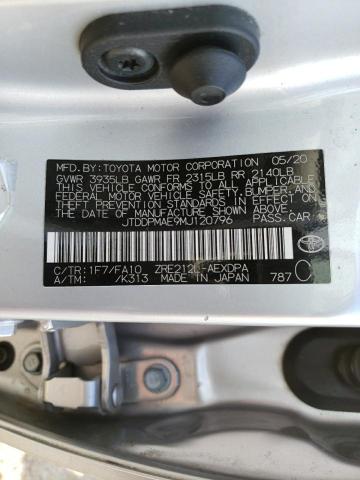 MFD.BY:TOYOTA MOTOR CORPORATION 05/20
GVWR 3935LB GAWR FR 2315LB RR 2140LB
THIS VEHICLE CONFORMS TO ALL APPLICABLE
FEDERAL MOTOR VEHICLE SAFETY,BUMPER,AND
THEFT PREVENTION STANDARDS IN EFFECT ON THE
DATE OF MANUFACTURE SHOWN ABOVE.
JTDDPMAE9MJ120796 PASS.CAR
C/TR:1F7/FA10 ZRE212L-AEXDPA
A/TM: /K313 MADE IN JAPAN 787 C